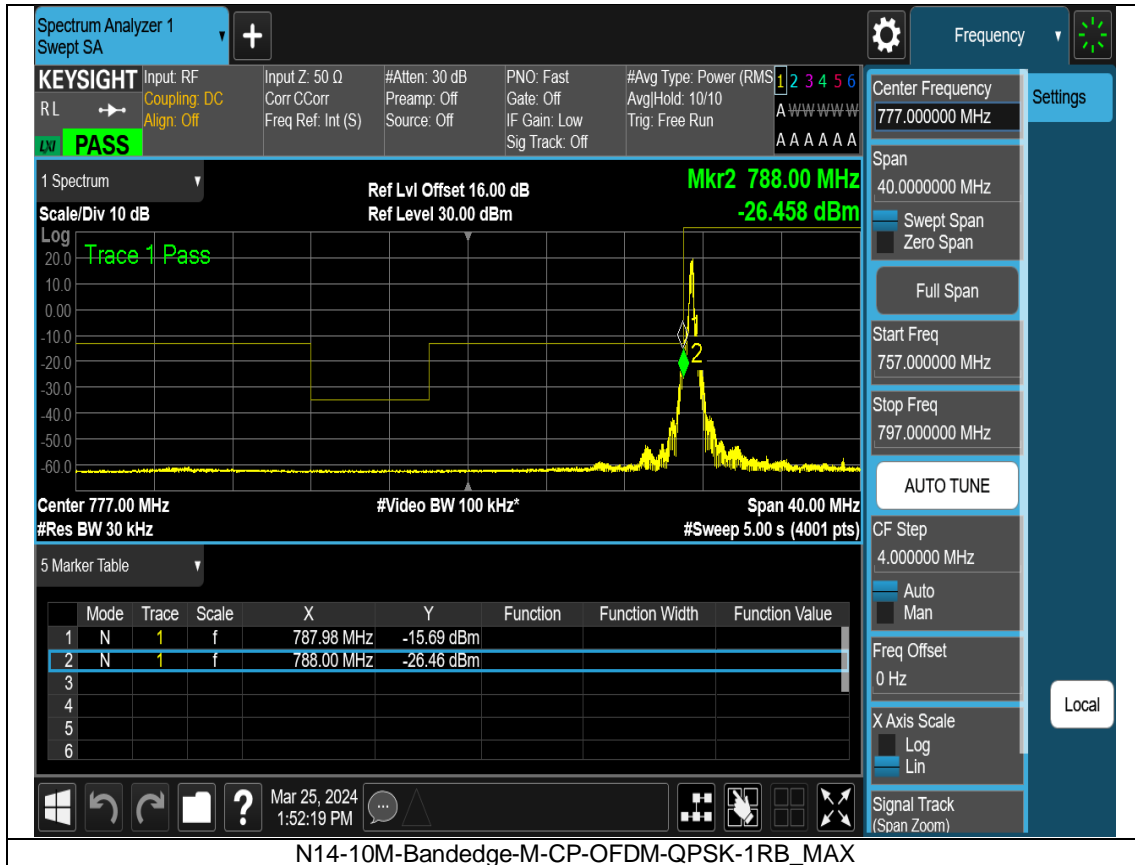 Spectrum Analyzer 1
Swept SA
Frequency
KEYSIGHT
Input: RF
Input Z: 50 Ω
#Atten: 30 dB
PNO: Fast
#Avg Type: Power (RMS
1 2 3 4 5 6
R L
Coupling: DC
Corr CCorr
Preamp: Off
Gate: Off
Avg|Hold: 10/10
A W W W W W
Align: Off
Freq Ref: Int (S)
Source: Off
IF Gain: Low
Trig: Free Run
LXI PASS
Sig Track: Off
A A A A A A
1 Spectrum
Ref Lvl Offset 16.00 dB
Mkr2 788.00 MHz
Scale/Div 10 dB
Ref Level 30.00 dBm
-26.458 dBm
Log
Trace 1 Pass
20.0
10.0
0.00
-10.0
-20.0
-30.0
-40.0
-50.0
-60.0
1
2
Center 777.00 MHz
#Video BW 100 kHz*
Span 40.00 MHz
#Res BW 30 kHz
#Sweep 5.00 s (4001 pts)
5 Marker Table
Mode Trace Scale X Y Function Function Width Function Value
1 N 1 f 787.98 MHz -15.69 dBm
2 N 1 f 788.00 MHz -26.46 dBm
3
4
5
6
Center Frequency
777.000000 MHz
Settings
Span
40.0000000 MHz
Swept Span
Zero Span
Full Span
Start Freq
757.000000 MHz
Stop Freq
797.000000 MHz
AUTO TUNE
CF Step
4.000000 MHz
Auto
Man
Freq Offset
0 Hz
X Axis Scale
Log
Lin
Local
Signal Track
(Span Zoom)
?
Mar 25, 2024
1:52:19 PM
N14-10M-Bandedge-M-CP-OFDM-QPSK-1RB_MAX